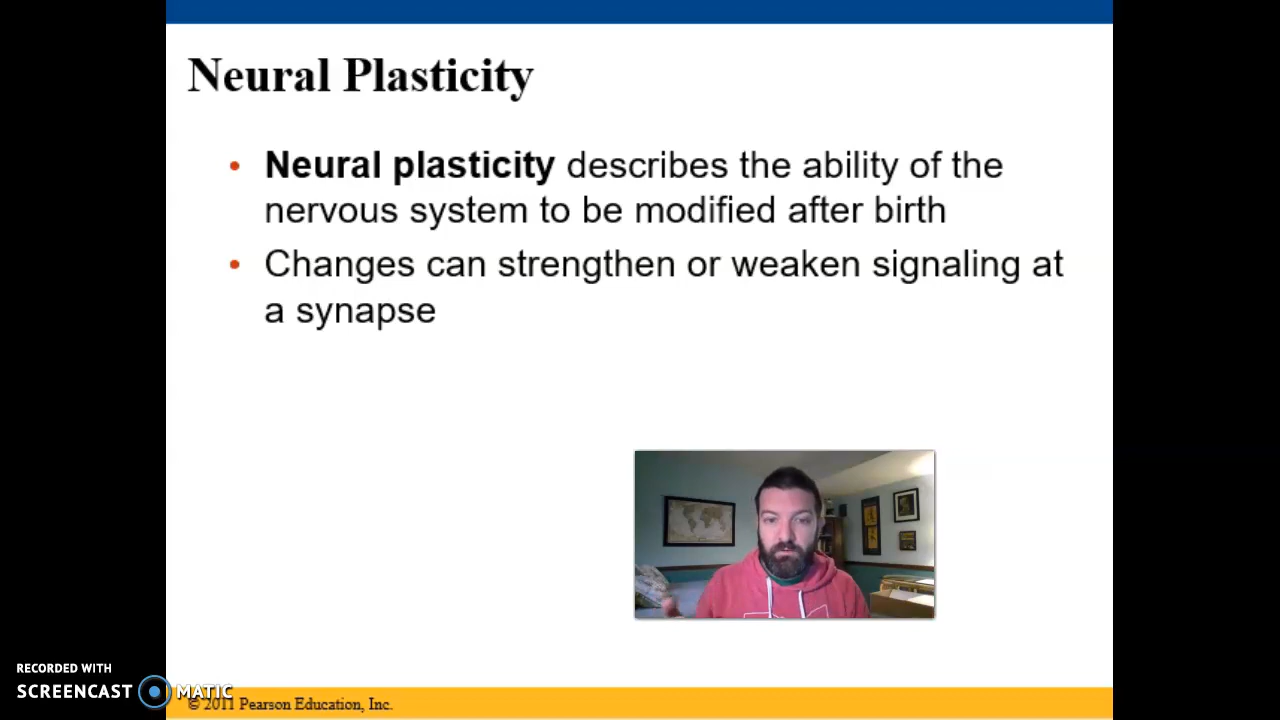 Neural Plasticity
• Neural plasticity describes the ability of the
nervous system to be modified after birth
• Changes can strengthen or weaken signaling at
a synapse
RECORDED WITH
SCREENCAST MATIC
© 2011 Pearson Education, Inc.